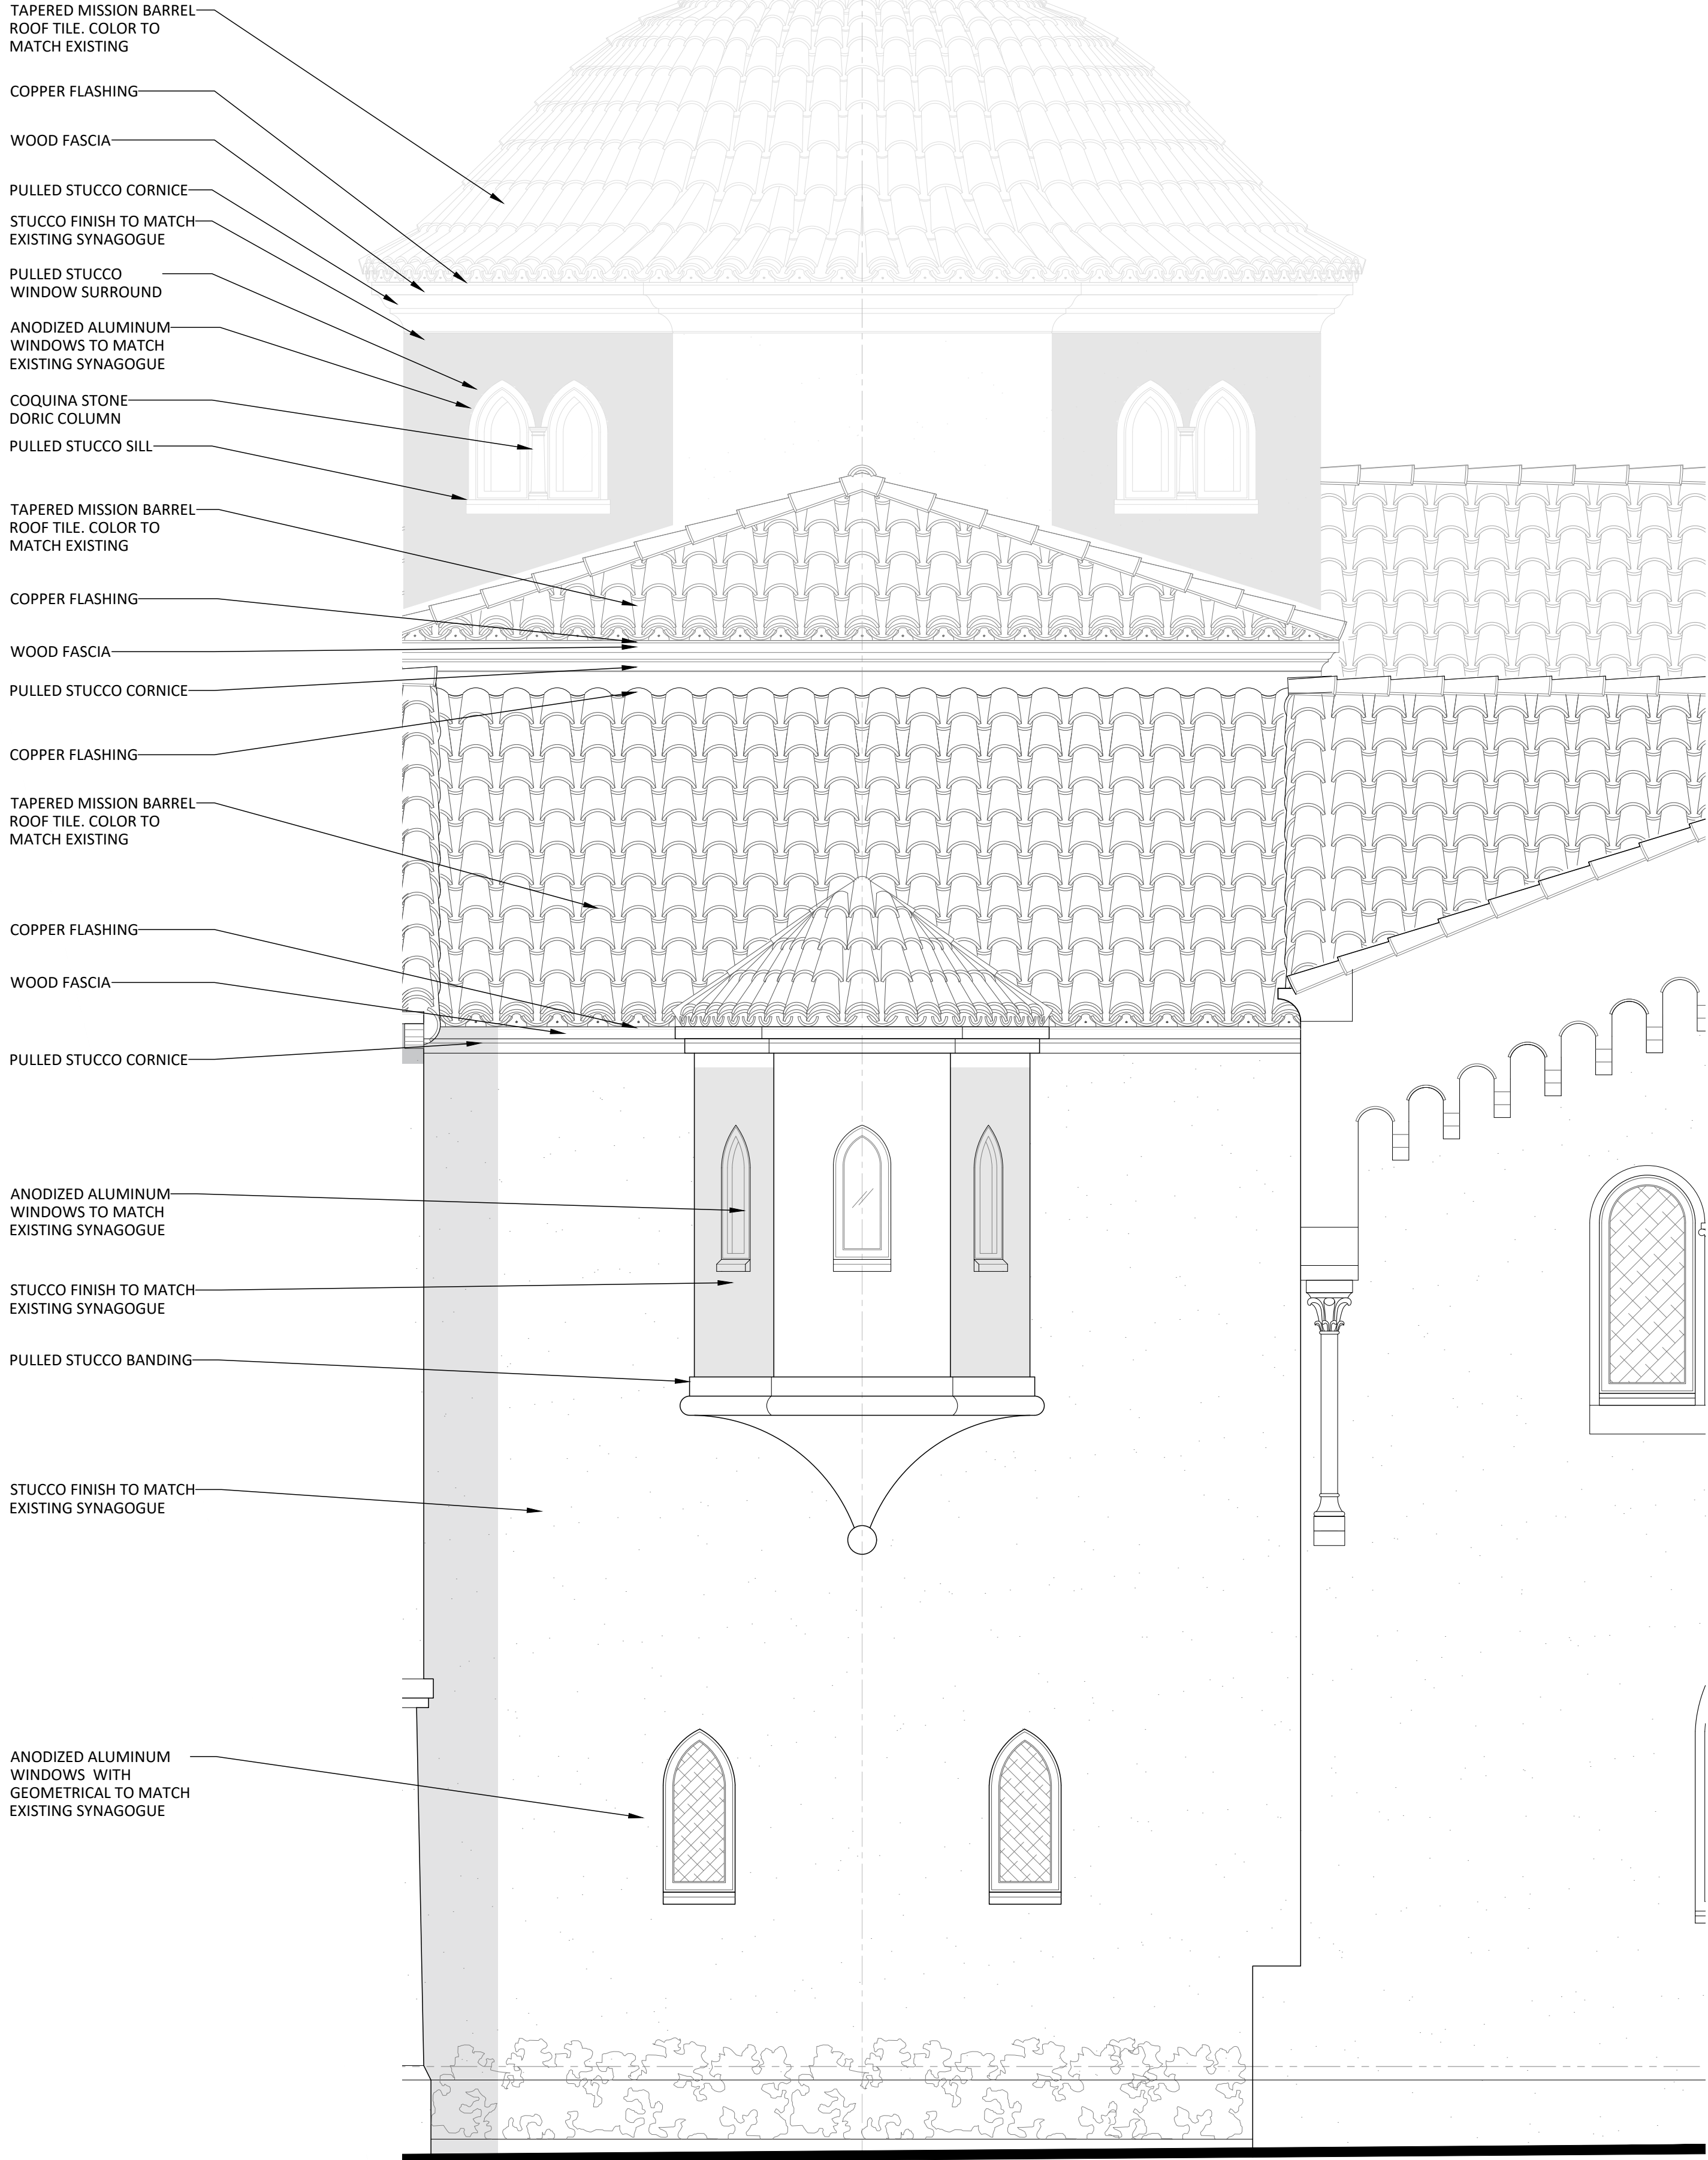 TAPERED MISSION BARREL
ROOF TILE. COLOR TO
MATCH EXISTING
COPPER FLASHING
WOOD FASCIA
PULLED STUCCO CORNICE
STUCCO FINISH TO MATCH
EXISTING SYNAGOGUE
PULLED STUCCO
WINDOW SURROUND
ANODIZED ALUMINUM
WINDOWS TO MATCH
EXISTING SYNAGOGUE
COQUINA STONE
DORIC COLUMN
PULLED STUCCO SILL
TAPERED MISSION BARREL
ROOF TILE. COLOR TO
MATCH EXISTING
COPPER FLASHING
WOOD FASCIA
PULLED STUCCO CORNICE
COPPER FLASHING
TAPERED MISSION BARREL
ROOF TILE. COLOR TO
MATCH EXISTING
COPPER FLASHING
WOOD FASCIA
PULLED STUCCO CORNICE
ANODIZED ALUMINUM
WINDOWS TO MATCH
EXISTING SYNAGOGUE
STUCCO FINISH TO MATCH
EXISTING SYNAGOGUE
PULLED STUCCO BANDING
STUCCO FINISH TO MATCH
EXISTING SYNAGOGUE
ANODIZED ALUMINUM
WINDOWS WITH
GEOMETRICAL TO MATCH
EXISTING SYNAGOGUE